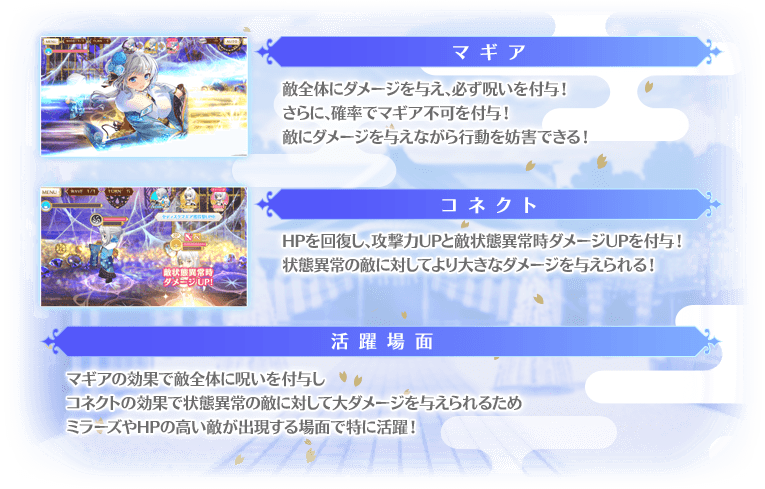 マギア
敵全体にダメージを与え、必ず呪いを付与！
さらに、確率でマギア不可を付与！
敵にダメージを与えながら行動を妨害できる！
MENU
コネクト
HPを回復し、攻撃力UPと敵状態異常時ダメージUPを付与！
状態異常の敵に対してより大きなダメージを与えられる！
敵状態異常時
ダメージUP！
活躍場面
マギアの効果で敵全体に呪いを付与し
コネクトの効果で状態異常の敵に対して大ダメージを与えられるため
ミラーズやHPの高い敵が出現する場面で特に活躍！